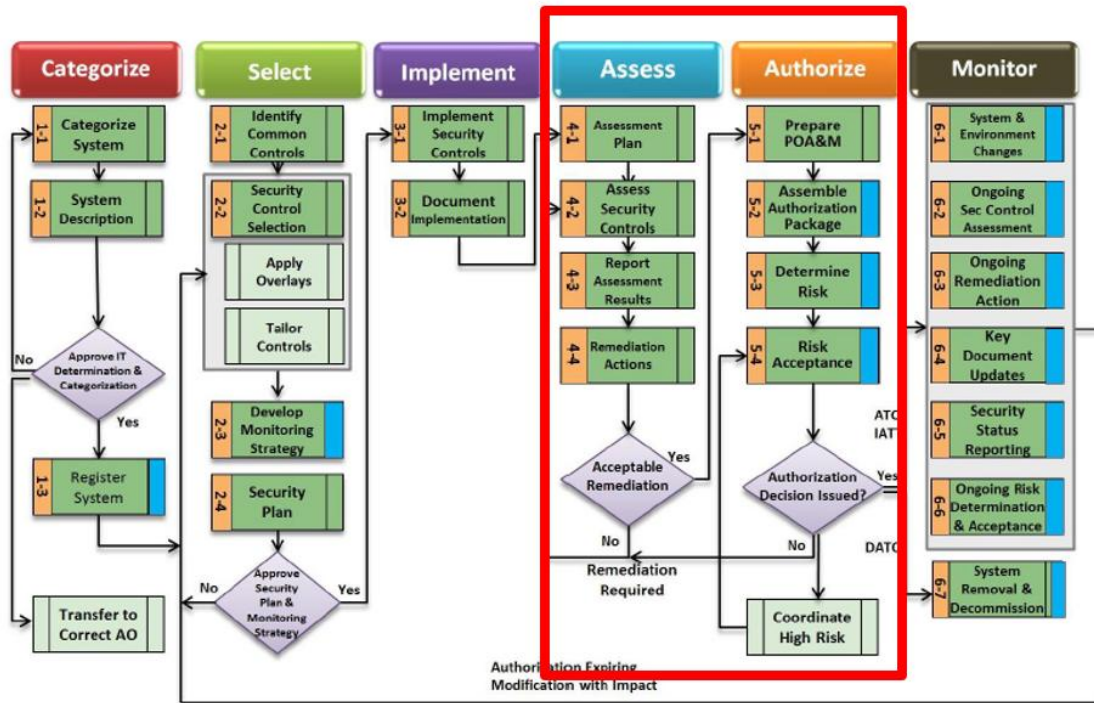 Categorize
1-1
Categorize
System
1-2
System
Description
No
Approve IT
Determination &
Categorization
Yes
1-3
Register
System
Transfer to
Correct AO
Select
2-1
Identify
Common
Controls
2-2
Security
Control
Selection
Apply
Overlays
Tailor
Controls
2-3
Develop
Monitoring
Strategy
2-4
Security
Plan
No
Approve
Security
Plan &
Monitoring
Strategy
Yes
Implement
3-1
Implement
Security
Controls
3-2
Document
Implementation
Assess
4-1
Assessment
Plan
4-2
Assess
Security
Controls
4-3
Report
Assessment
Results
4-4
Remediation
Actions
Acceptable
Remediation
Yes
No
Remediation
Required
Authorize
5-1
Prepare
POA&M
5-2
Assemble
Authorization
Package
5-3
Determine
Risk
5-4
Risk
Acceptance
Authorization
Decision Issued?
ATO
IATT
Yes
DATO
No
Coordinate
High Risk
Monitor
6-1
System &
Environment
Changes
6-2
Ongoing
Sec Control
Assessment
6-3
Ongoing
Remediation
Action
6-4
Key
Document
Updates
6-5
Security
Status
Reporting
6-6
Ongoing Risk
Determination
& Acceptance
6-7
System
Removal &
Decommission
Authorization Expiring
Modification with Impact